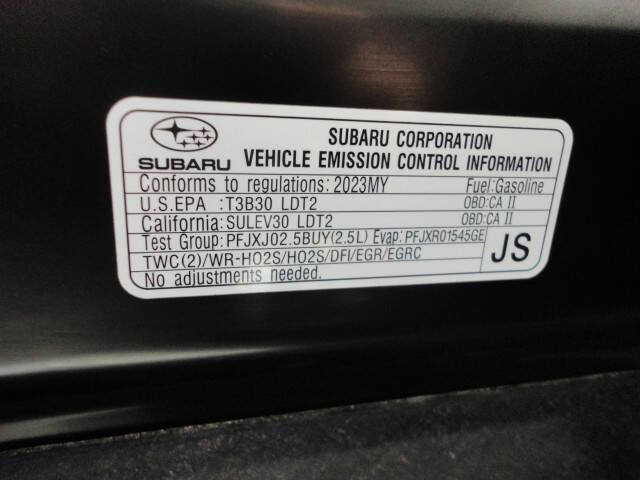 SUBARU
SUBARU CORPORATION
VEHICLE EMISSION CONTROL INFORMATION
Conforms to regulations: 2023MY Fuel:Gasoline
U.S.EPA :T3B30 LDT2 OBD:CA II
California:SULEV30 LDT2 OBD:CA II
Test Group:PFJXJ02.5BUY(2.5L) Evap:PFJXR01545GE
TWC(2)/WR-HO2S/HO2S/DFI/EGR/EGRC
No adjustments needed.
JS